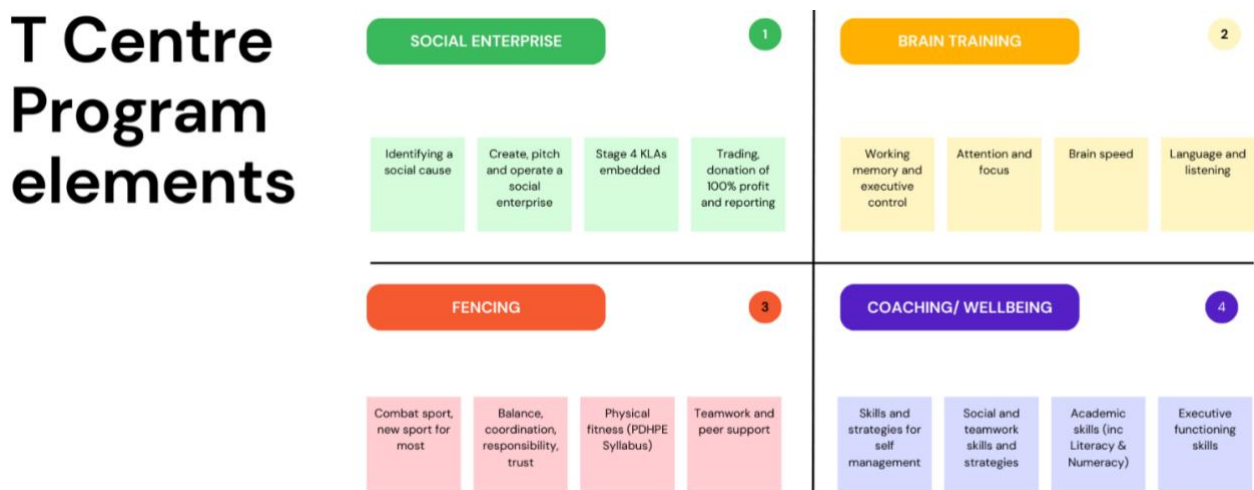 T Centre
Program
elements
SOCIAL ENTERPRISE
1
Identifying a
social cause
Create, pitch
and operate a
social
enterprise
Stage 4 KLAs
embedded
Trading,
donation of
100% profit
and reporting
BRAIN TRAINING
2
Working
memory and
executive
control
Attention and
focus
Brain speed
Language and
listening
FENCING
3
Combat sport,
new sport for
most
Balance,
coordination,
responsibility,
trust
Physical
fitness (PDHPE
Syllabus)
Teamwork and
peer support
COACHING/ WELLBEING
4
Skills and
strategies for
self
management
Social and
teamwork
skills and
strategies
Academic
skills (inc
Literacy &
Numeracy)
Executive
functioning
skills